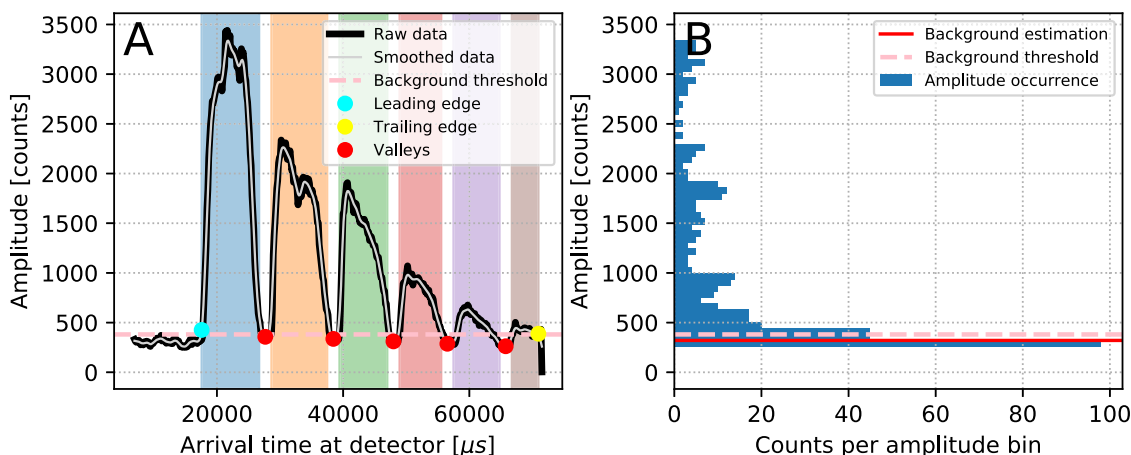 A
Amplitude [counts]
3500
3000
2500
2000
1500
1000
500
0
Raw data
Smoothed data
Background threshold
Leading edge
Trailing edge
Valleys
20000 40000 60000
Arrival time at detector [μs]
B
Amplitude [counts]
3500
3000
2500
2000
1500
1000
500
0
Background estimation
Background threshold
Amplitude occurrence
0 20 40 60 80 100
Counts per amplitude bin